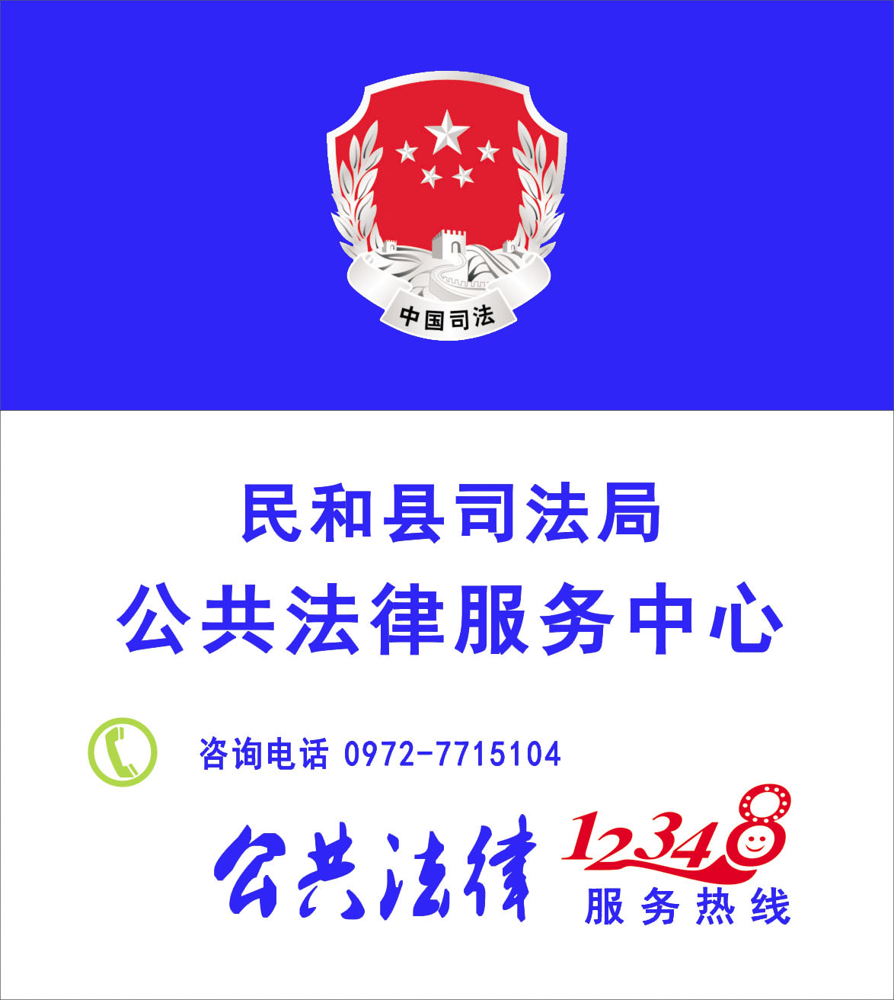 中国司法
民和县司法局
公共法律服务中心
咨询电话 0972-7715104
公共法律 12348
服务热线